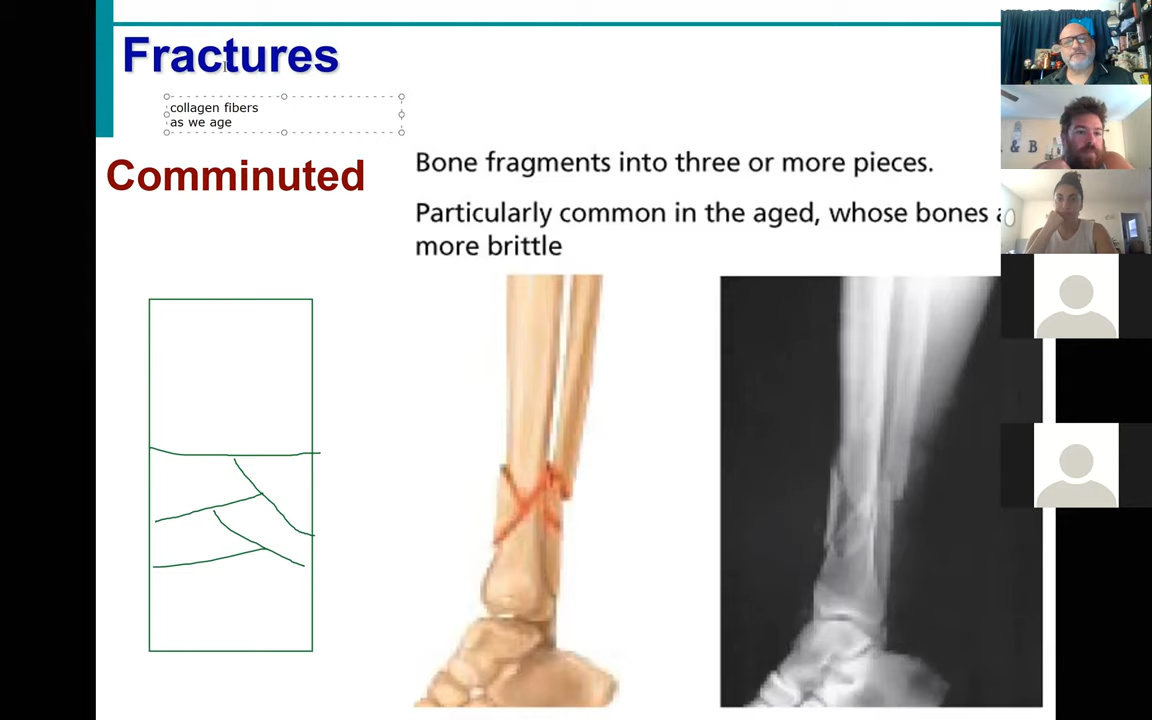 Fractures
collagen fibers
as we age
Comminuted
Bone fragments into three or more pieces.
Particularly common in the aged, whose bones
more brittle
& B